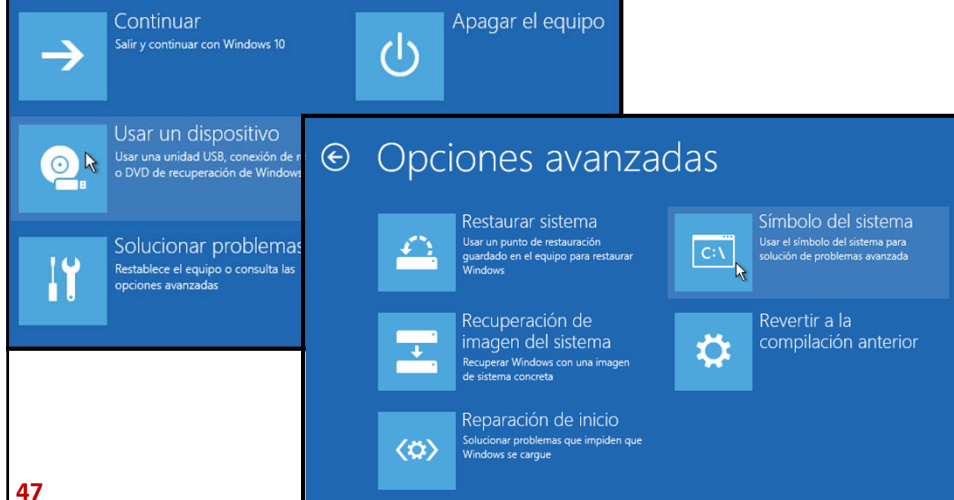 Continuar
Salir y continuar con Windows 10
Apagar el equipo
Usar un dispositivo
Usar una unidad USB, conexión de
o DVD de recuperación de Windows
Solucionar problemas
Restablece el equipo o consulta las
opciones avanzadas
Opciones avanzadas
Restaurar sistema
Usar un punto de restauración
guardado en el equipo para restaurar
Windows
Símbolo del sistema
Usar el símbolo del sistema para
solución de problemas avanzada
C:\
Recuperación de
imagen del sistema
Recuperar Windows con una imagen
de sistema concreta
Revertir a la
compilación anterior
Reparación de inicio
Solucionar problemas que impiden que
Windows se cargue
47